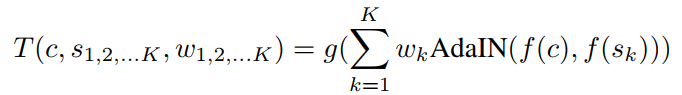 T(c, s_{1,2,...K}, w_{1,2,...K}) = g(\sum_{k=1}^{K} w_k AdaIN(f(c), f(s_k)))